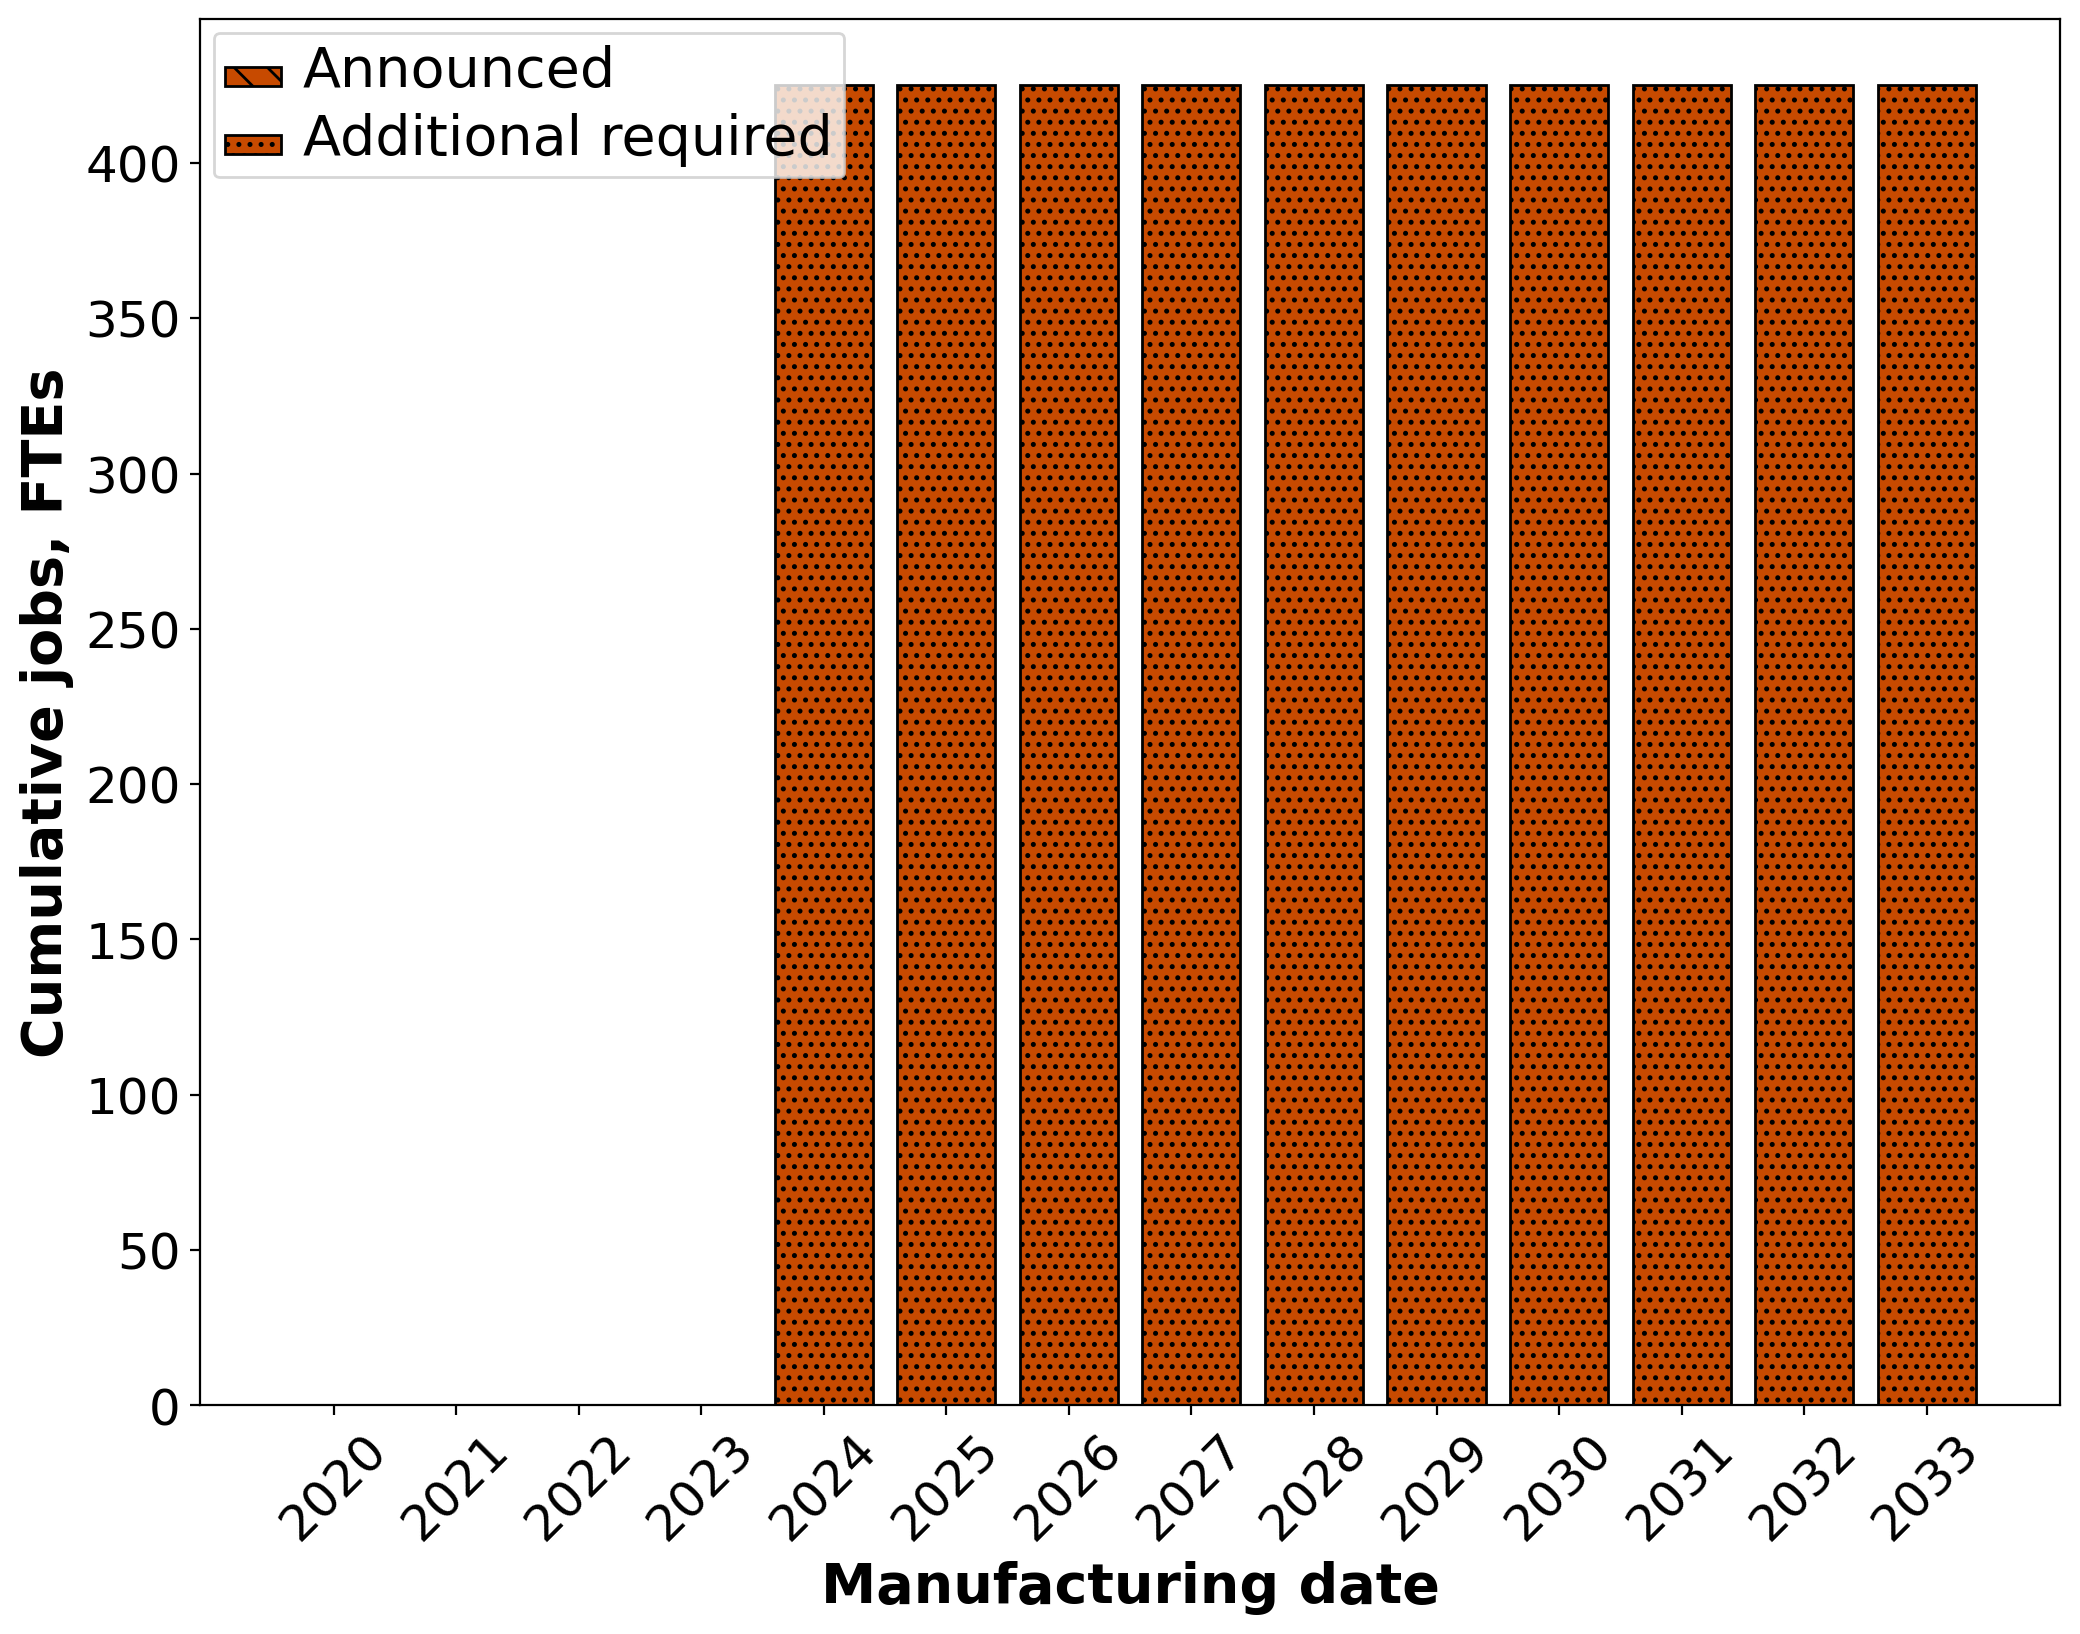 Announced
Additional required
400
350
300
250
200
150
100
50
0
Cumulative jobs, FTEs
2020 2021 2022 2023 2024 2025 2026 2027 2028 2029 2030 2031 2032 2033
Manufacturing date